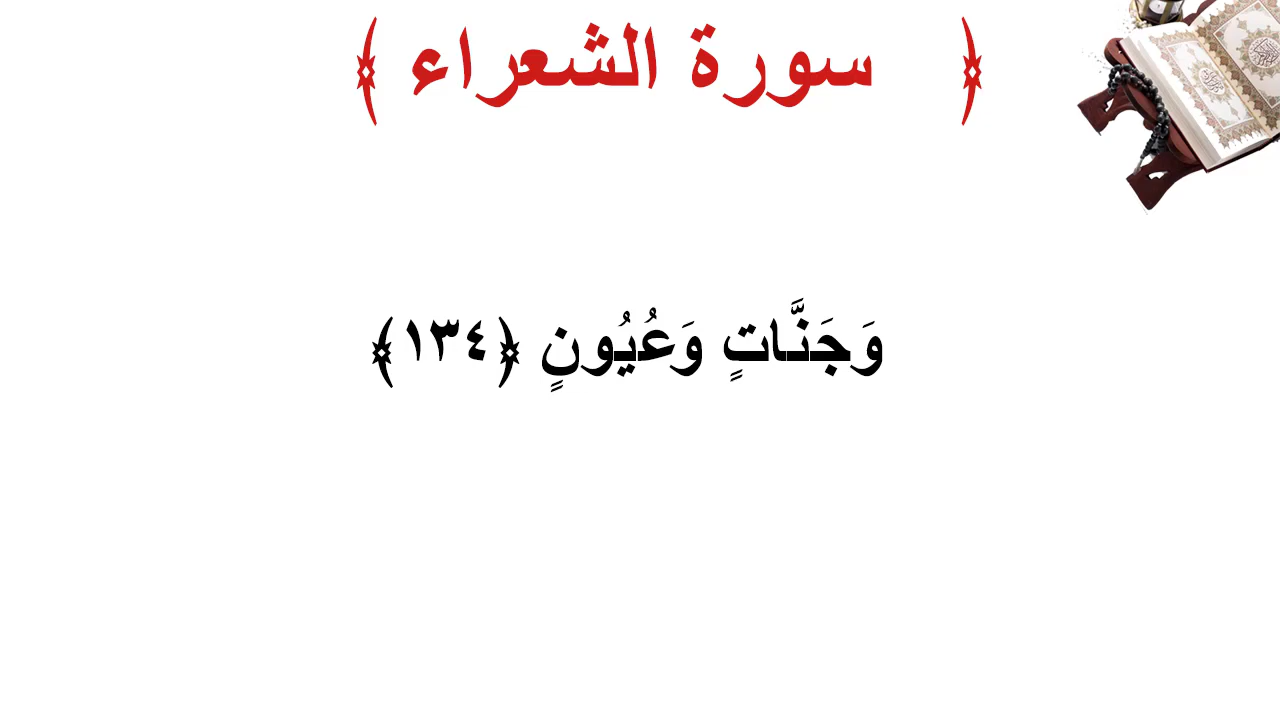 ﴿ سورة الشعراء ﴾
وَجَنَّاتٍ وَعُيُونٍ ﴿١٣٤﴾